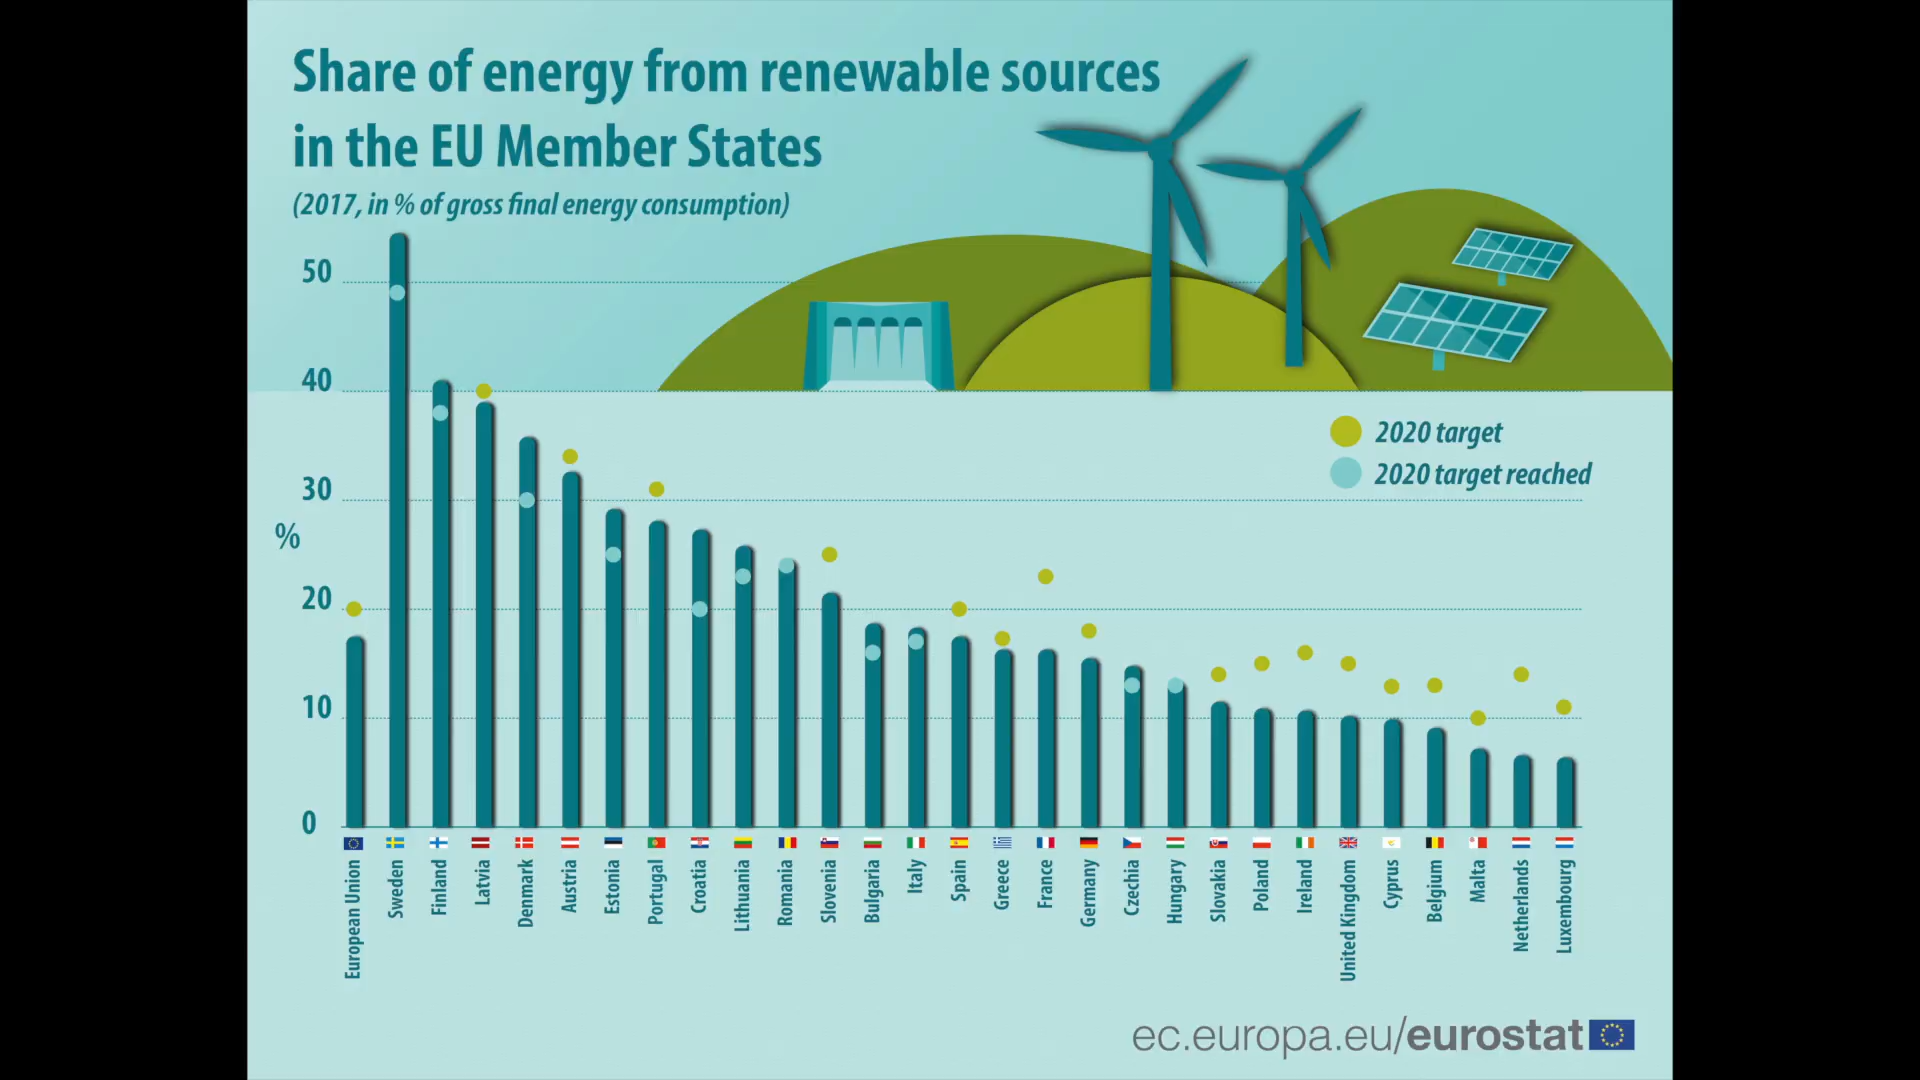 Share of energy from renewable sources
in the EU Member States
(2017, in % of gross final energy consumption)
50
40
30
%
20
10
0
2020 target
2020 target reached
European Union
Sweden
Finland
Latvia
Denmark
Austria
Estonia
Portugal
Croatia
Lithuania
Romania
Slovenia
Bulgaria
Italy
Spain
Greece
France
Germany
Czechia
Hungary
Slovakia
Poland
Ireland
United Kingdom
Cyprus
Belgium
Malta
Netherlands
Luxembourg
ec.europa.eu/eurostat